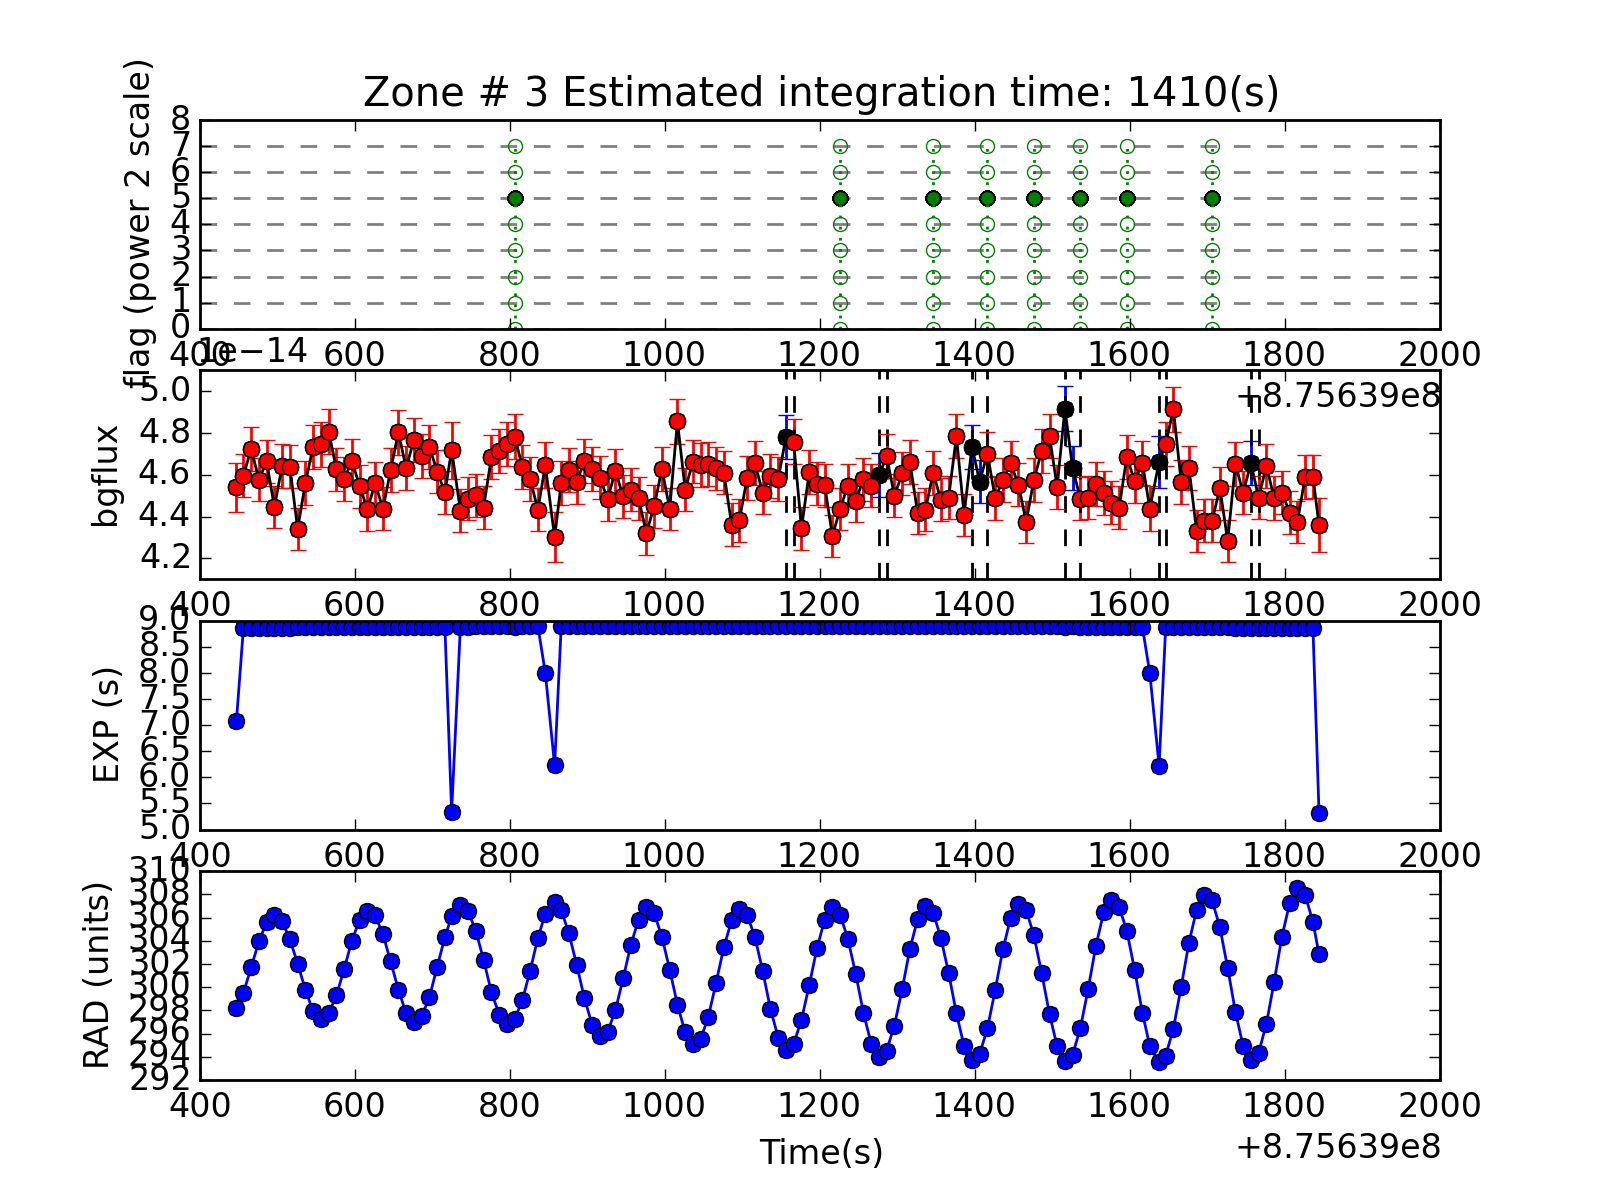 Zone # 3 Estimated integration time: 1410(s)
flag (power 2 scale)
8
7
6
5
4
3
2
1
0
400 600 800 1000 1200 1400 1600 1800 2000
1e−14
+8.75639e8
bgflux
5.0
4.8
4.6
4.4
4.2
400 600 800 1000 1200 1400 1600 1800 2000
EXP (s)
9.0
8.5
8.0
7.5
7.0
6.5
6.0
5.5
5.0
400 600 800 1000 1200 1400 1600 1800 2000
RAD (units)
310
308
306
304
302
300
298
296
294
292
400 600 800 1000 1200 1400 1600 1800 2000
Time(s)
+8.75639e8